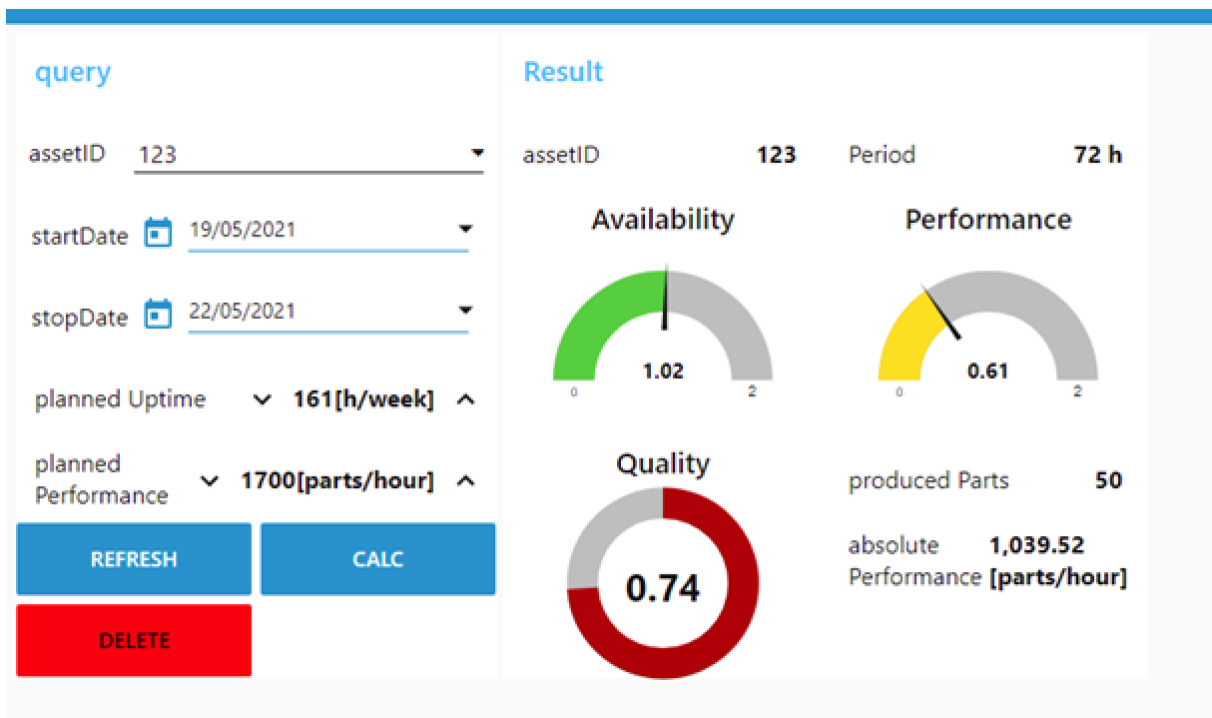 query
assetID 123
startDate 19/05/2021
stopDate 22/05/2021
planned Uptime 161[h/week]
planned
Performance 1700[parts/hour]
REFRESH CALC
DELETE
Result
assetID 123 Period 72 h
Availability Performance
1.02 0.61
0 2 0 2
Quality
0.74
produced Parts 50
absolute 1,039.52
Performance [parts/hour]